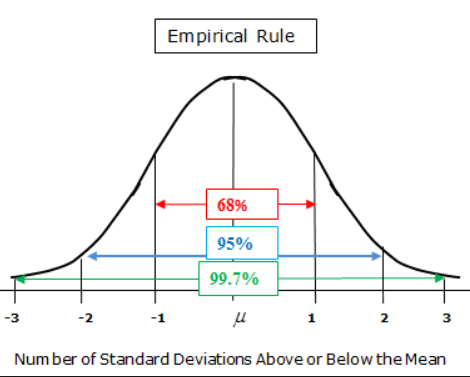 Empirical Rule
68%
95%
99.7%
-3 -2 -1 μ 1 2 3
Number of Standard Deviations Above or Below the Mean